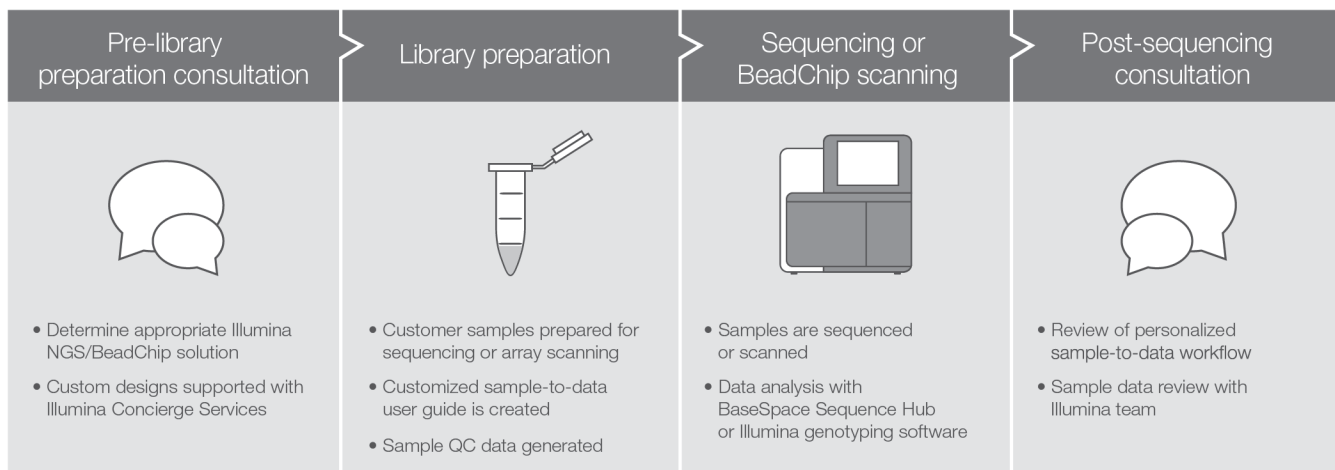 Pre-library
preparation consultation
Library preparation
Sequencing or
BeadChip scanning
Post-sequencing
consultation
• Determine appropriate Illumina
NGS/BeadChip solution
• Custom designs supported with
Illumina Concierge Services
• Customer samples prepared for
sequencing or array scanning
• Customized sample-to-data
user guide is created
• Sample QC data generated
• Samples are sequenced
or scanned
• Data analysis with
BaseSpace Sequence Hub
or Illumina genotyping software
• Review of personalized
sample-to-data workflow
• Sample data review with
Illumina team